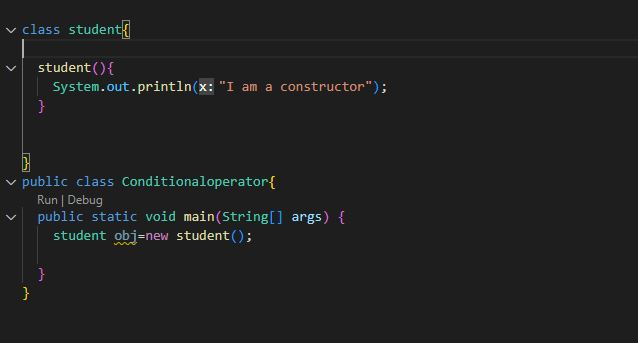 class student{
student(){
System.out.println(x: "I am a constructor");
}
}
public class Conditionaloperator{
Run | Debug
public static void main(String[] args) {
student obj=new student();
}
}